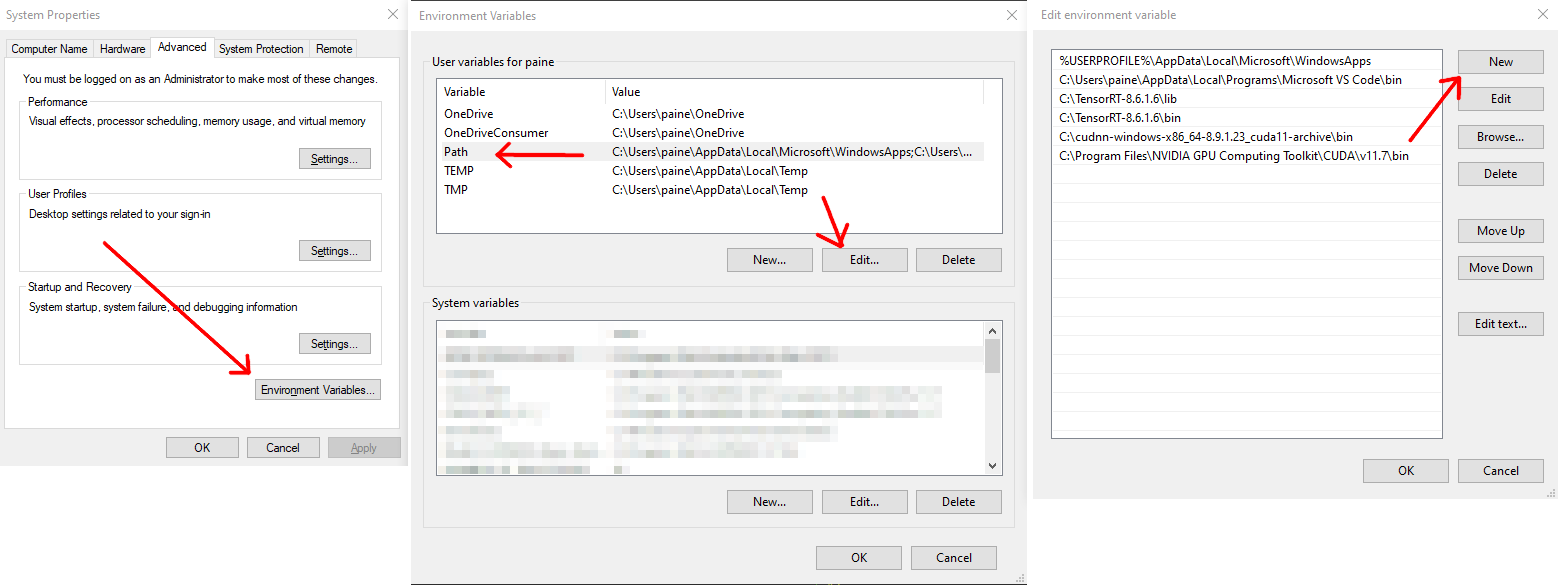 System Properties
Computer Name Hardware Advanced System Protection Remote
You must be logged on as an Administrator to make most of these changes.
Performance
Visual effects, processor scheduling, memory usage, and virtual memory
Settings...
User Profiles
Desktop settings related to your sign-in
Settings...
Startup and Recovery
System startup, system failure, and debugging information
Settings...
Environment Variables...
OK Cancel Apply
Environment Variables
User variables for paine
Variable Value
OneDrive C:\Users\paine\OneDrive
OneDriveConsumer C:\Users\paine\OneDrive
Path C:\Users\paine\AppData\Local\Microsoft\WindowsApps;C:\Users\...
TEMP C:\Users\paine\AppData\Local\Temp
TMP C:\Users\paine\AppData\Local\Temp
New... Edit... Delete
System variables
New... Edit... Delete
OK Cancel
Edit environment variable
%USERPROFILE%\AppData\Local\Microsoft\WindowsApps
C:\Users\paine\AppData\Local\Programs\Microsoft VS Code\bin
C:\TensorRT-8.6.1.6\lib
C:\TensorRT-8.6.1.6\bin
C:\cudnn-windows-x86_64-8.9.1.23_cuda11-archive\bin
C:\Program Files\NVIDIA GPU Computing Toolkit\CUDA\v11.7\bin
New
Edit
Browse...
Delete
Move Up
Move Down
Edit text...
OK Cancel